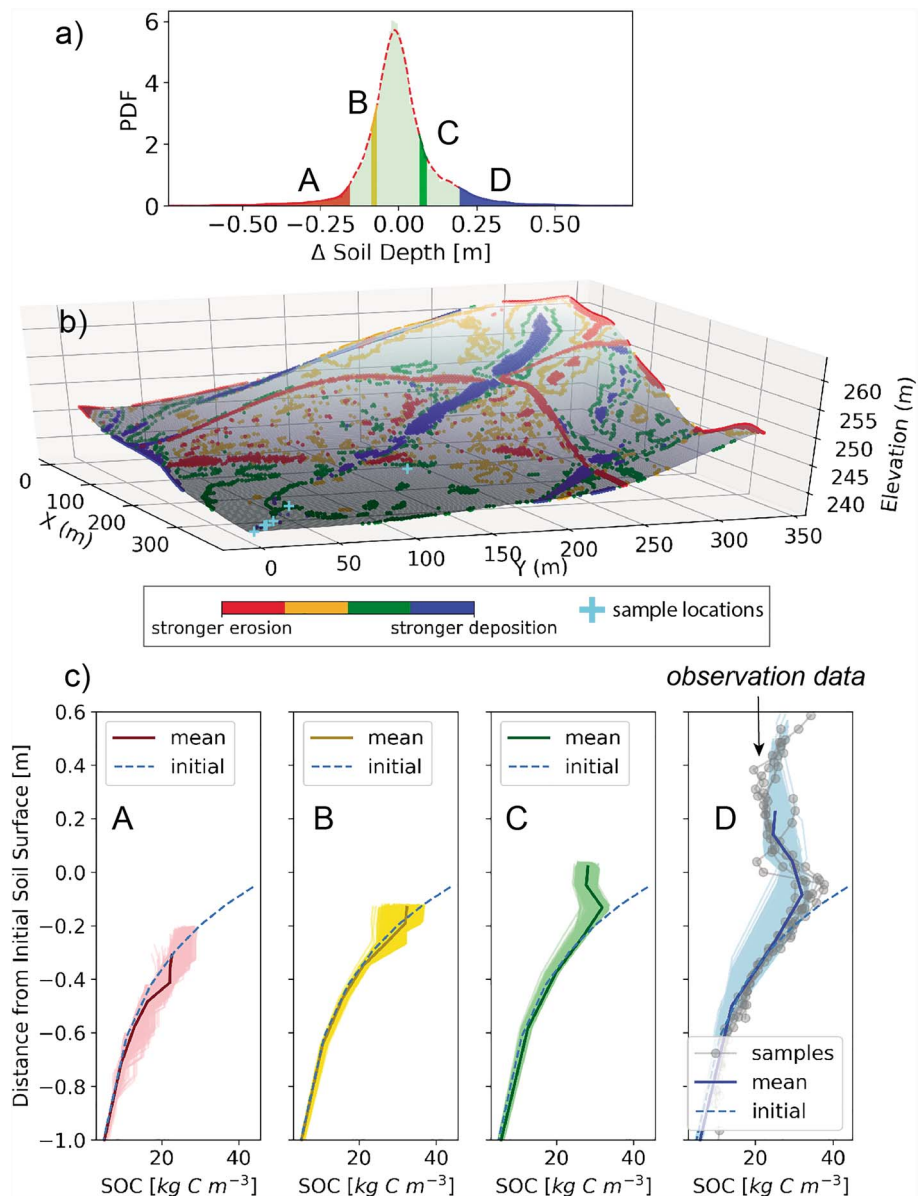 a)
PDF
6
4
2
0
A
B
C
D
−0.50
−0.25
0.00
0.25
0.50
Δ Soil Depth [m]
b)
260
255
250
245
240
Elevation (m)
0
100
200
300
X (m)
0
50
100
150
200
250
300
350
Y (m)
stronger erosion
stronger deposition
sample locations
c)
observation data
Distance from Initial Soil Surface [m]
0.6
0.4
0.2
0.0
−0.2
−0.4
−0.6
−0.8
−1.0
mean
initial
A
mean
initial
B
mean
initial
C
D
samples
mean
initial
20 40
20 40
20 40
20 40
SOC [kg C m⁻³]
SOC [kg C m⁻³]
SOC [kg C m⁻³]
SOC [kg C m⁻³]